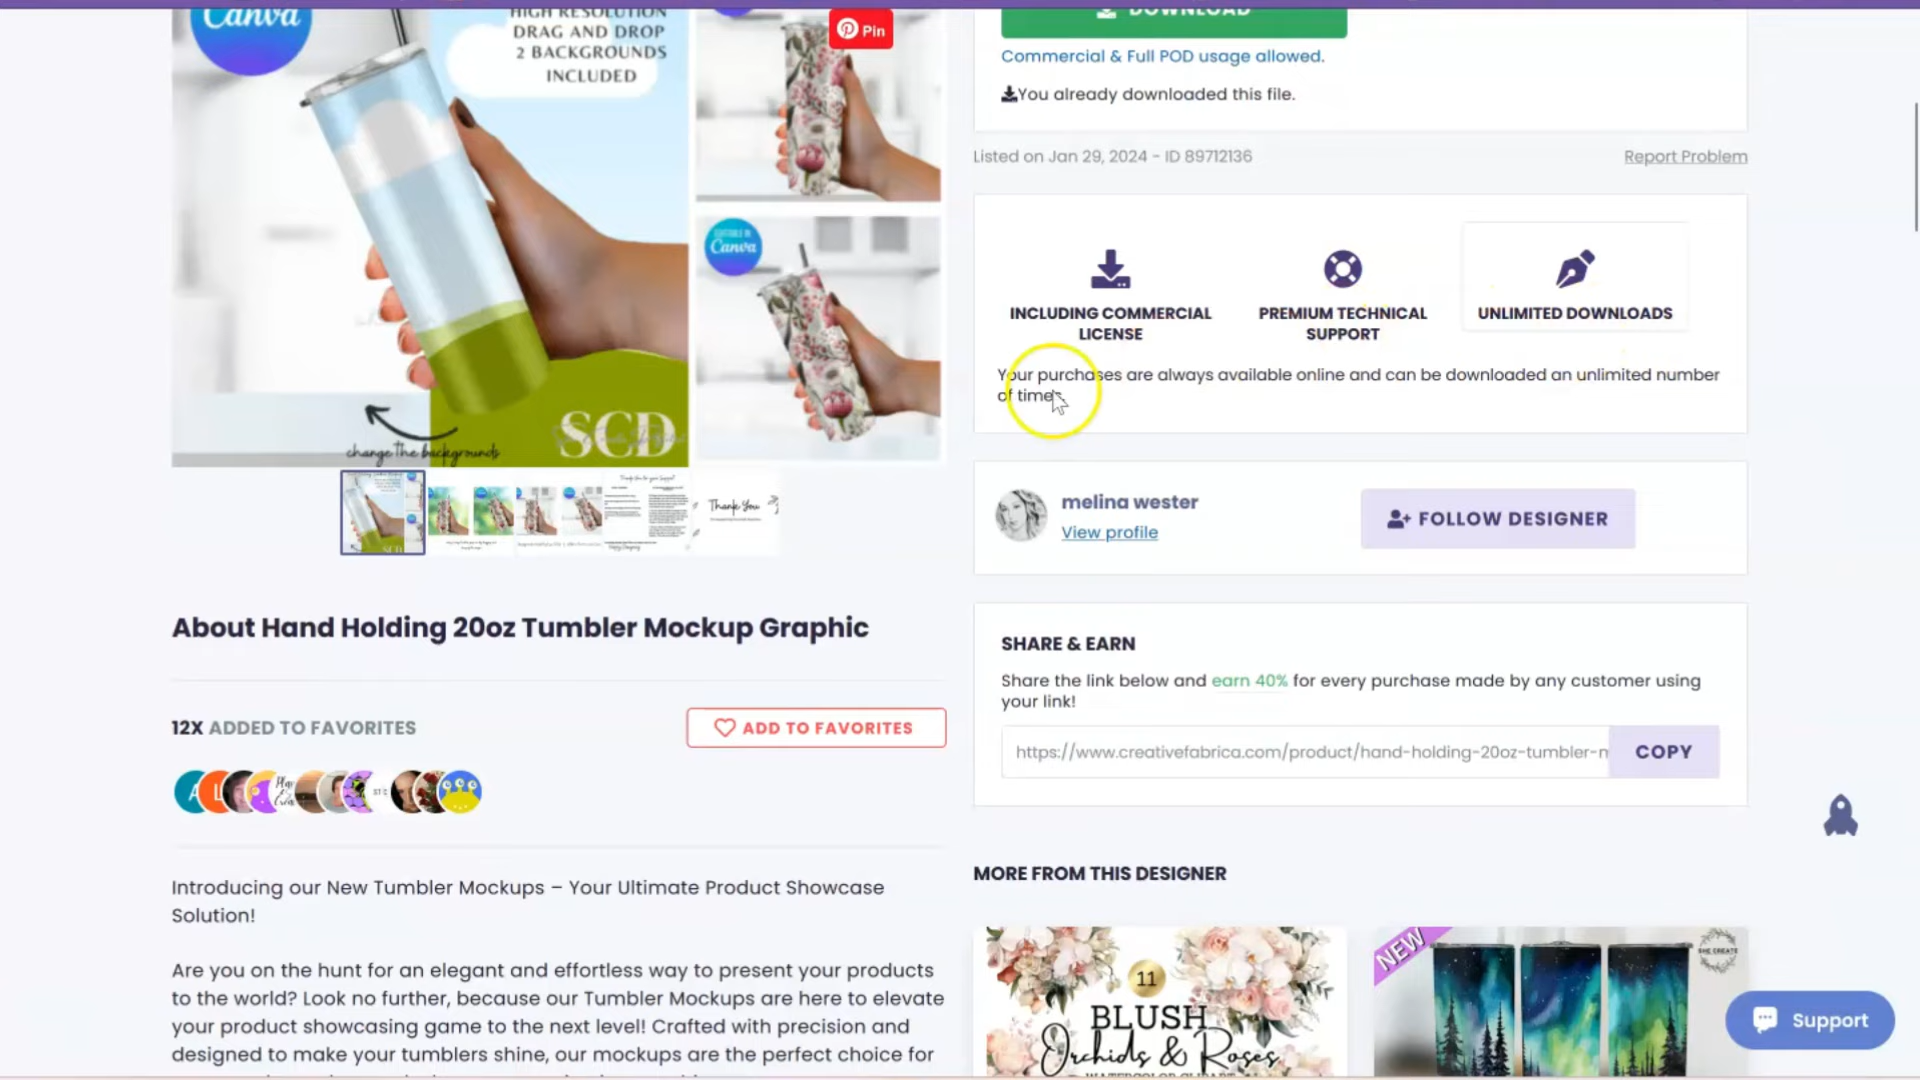 Canva
HIGH RESOLUTION
DRAG AND DROP
2 BACKGROUNDS
INCLUDED
Pin
EDITABLE IN
Canva
SCD
change the backgrounds
Thank You
DOWNLOAD
Commercial & Full POD usage allowed.
You already downloaded this file.
Listed on Jan 29, 2024 - ID 89712136
Report Problem
INCLUDING COMMERCIAL
LICENSE
PREMIUM TECHNICAL
SUPPORT
UNLIMITED DOWNLOADS
Your purchases are always available online and can be downloaded an unlimited number
of times
melina wester
View profile
FOLLOW DESIGNER
About Hand Holding 20oz Tumbler Mockup Graphic
12X ADDED TO FAVORITES
ADD TO FAVORITES
A
L
Introducing our New Tumbler Mockups – Your Ultimate Product Showcase
Solution!
Are you on the hunt for an elegant and effortless way to present your products
to the world? Look no further, because our Tumbler Mockups are here to elevate
your product showcasing game to the next level! Crafted with precision and
designed to make your tumblers shine, our mockups are the perfect choice for
SHARE & EARN
Share the link below and earn 40% for every purchase made by any customer using
your link!
https://www.creativefabrica.com/product/hand-holding-20oz-tumbler-m
COPY
MORE FROM THIS DESIGNER
11
BLUSH
Orchids & Roses
WATERCOLOR CLIPART
NEW
SHE CREATE
Support